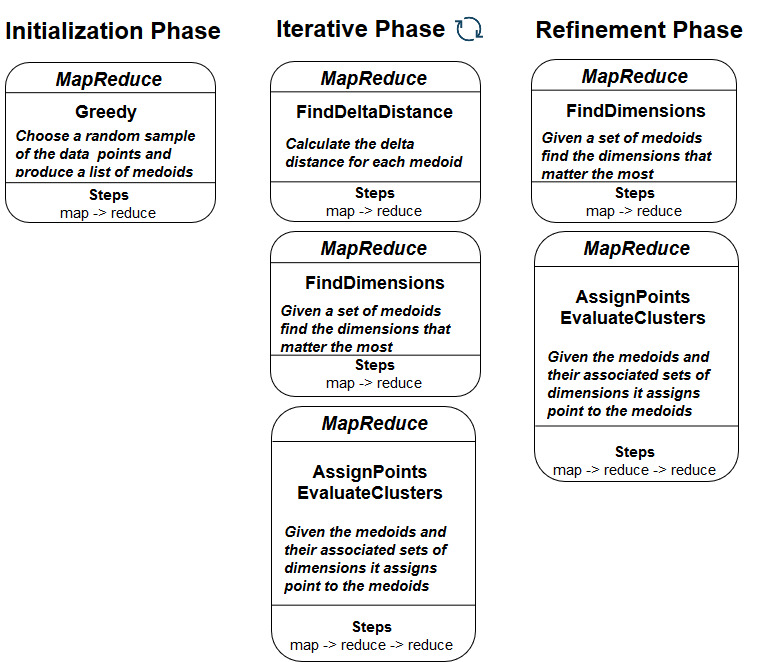 Initialization Phase
MapReduce
Greedy
Choose a random sample
of the data points and
produce a list of medoids
Steps
map -> reduce
Iterative Phase
MapReduce
FindDeltaDistance
Calculate the delta
distance for each medoid
Steps
map -> reduce
MapReduce
FindDimensions
Given a set of medoids
find the dimensions that
matter the most
Steps
map -> reduce
MapReduce
AssignPoints
EvaluateClusters
Given the medoids and
their associated sets of
dimensions it assigns
point to the medoids
Steps
map -> reduce -> reduce
Refinement Phase
MapReduce
FindDimensions
Given a set of medoids
find the dimensions that
matter the most
Steps
map -> reduce
MapReduce
AssignPoints
EvaluateClusters
Given the medoids and
their associated sets of
dimensions it assigns
point to the medoids
Steps
map -> reduce -> reduce